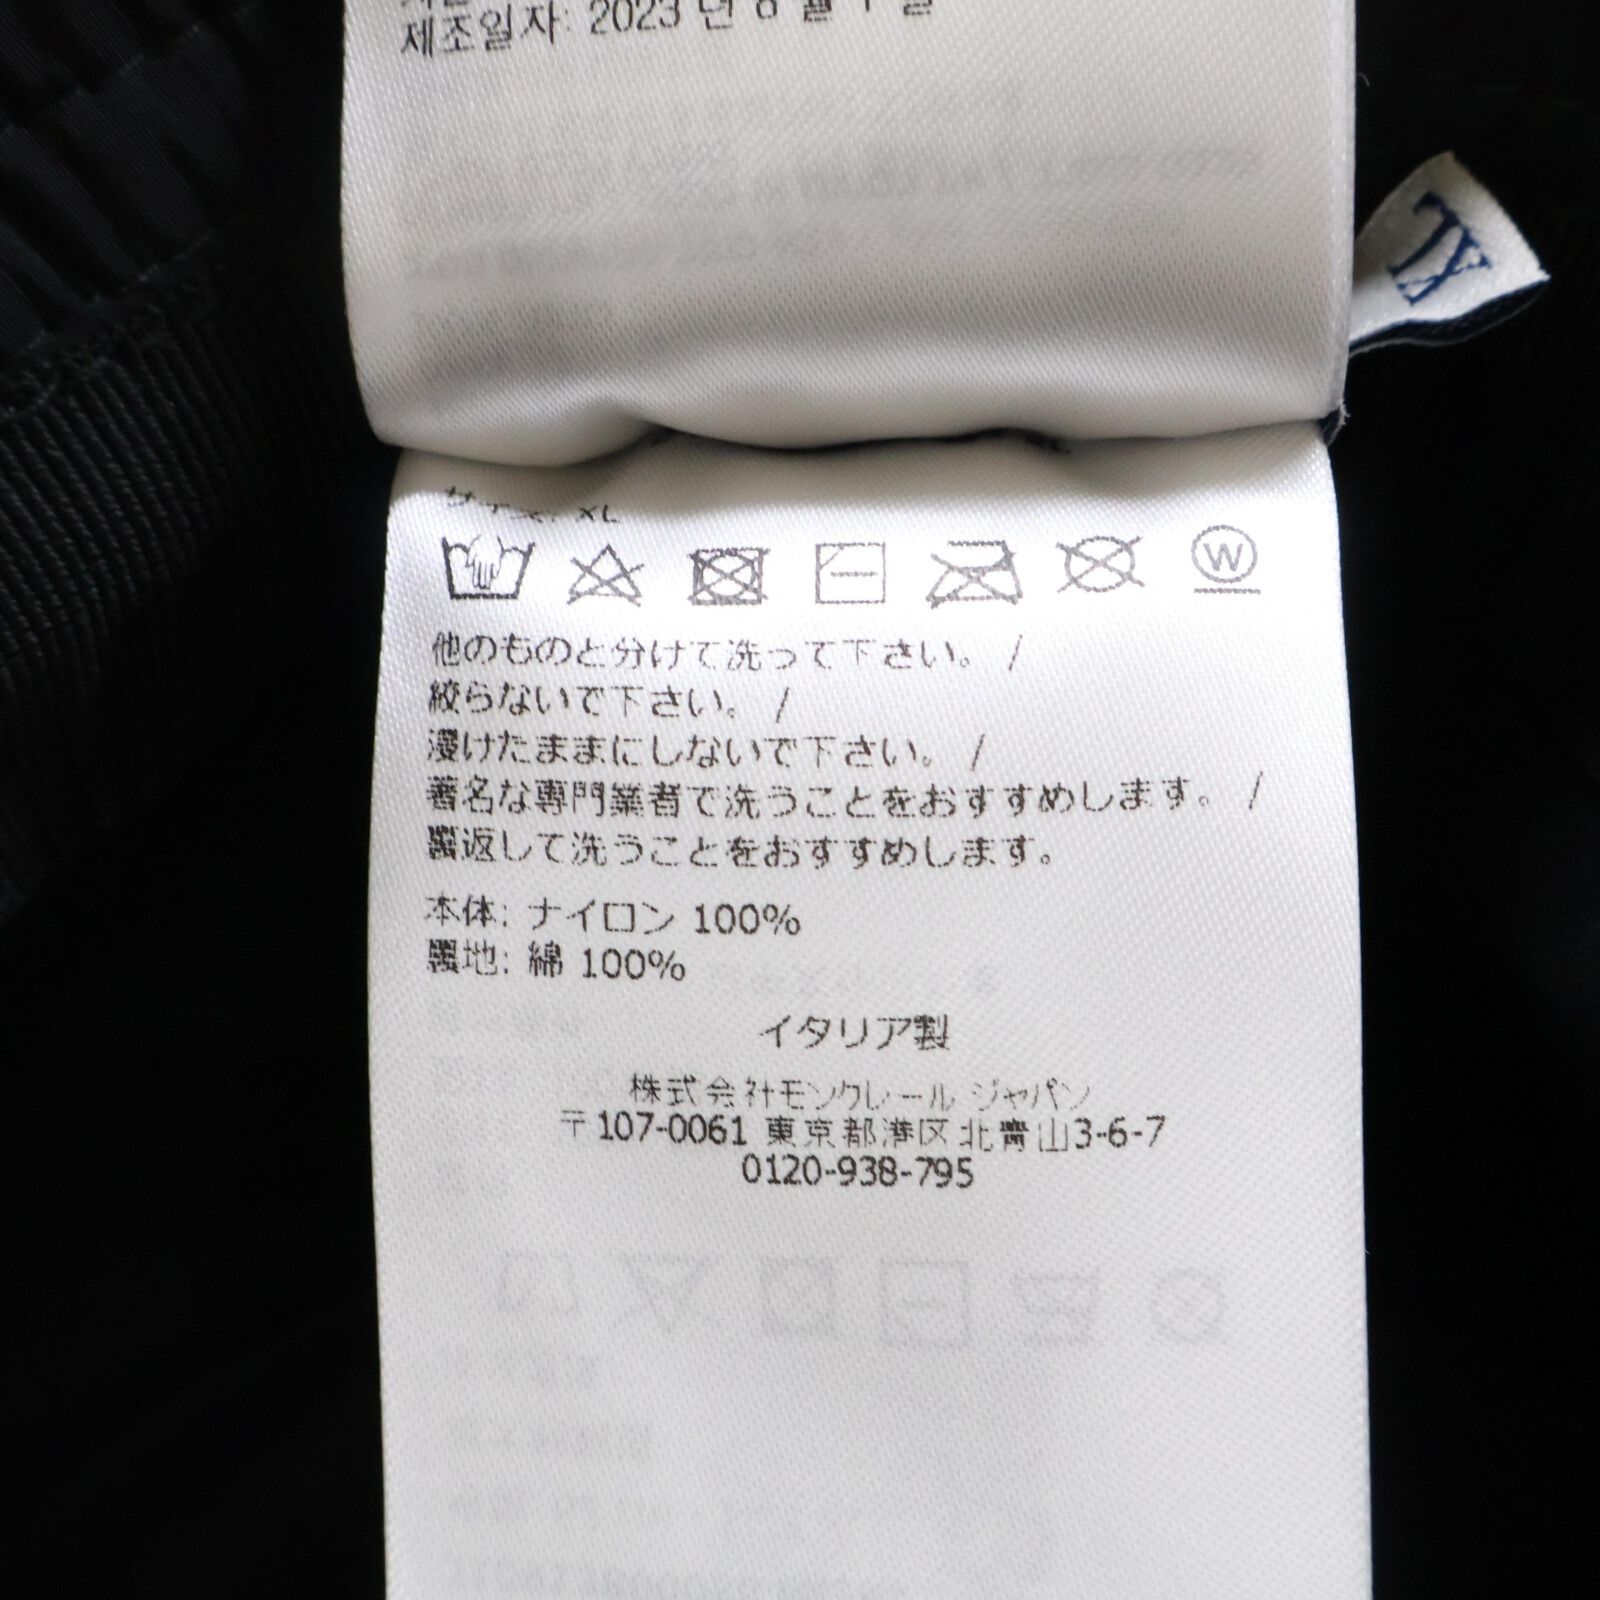 제조일자: 2023 년
XL
サイズ: XL
W
他のものと分けて洗って下さい。 /
絞らないで下さい。 /
浸けたままにしないで下さい。 /
著名な専門業者で洗うことをおすすめします。 /
裏返して洗うことをおすすめします。
本体: ナイロン 100%
裏地: 綿 100%
イタリア製
株式会社モンクレール ジャパン
〒107-0061 東京都港区北青山3-6-7
0120-938-795